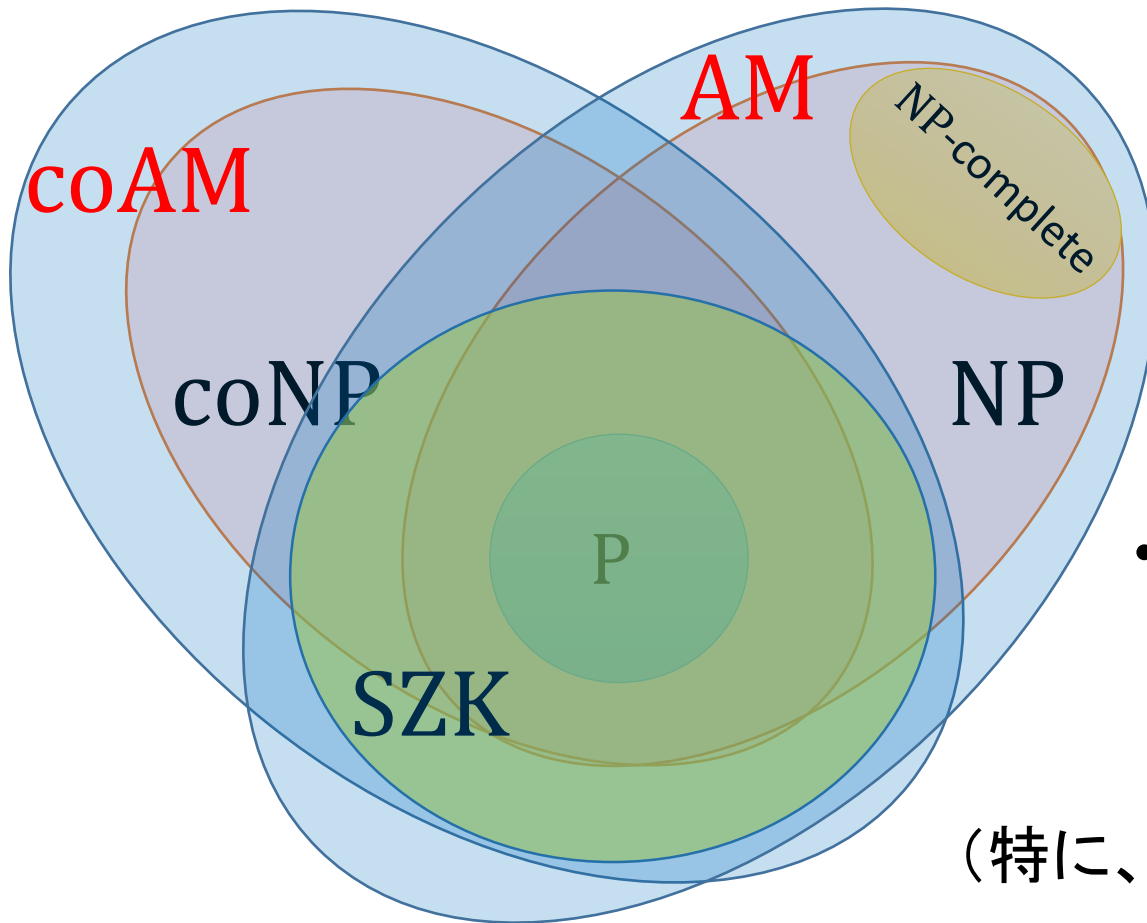 AM
NP-complete
coAM
coNP
NP
P
•
SZK
（特に、